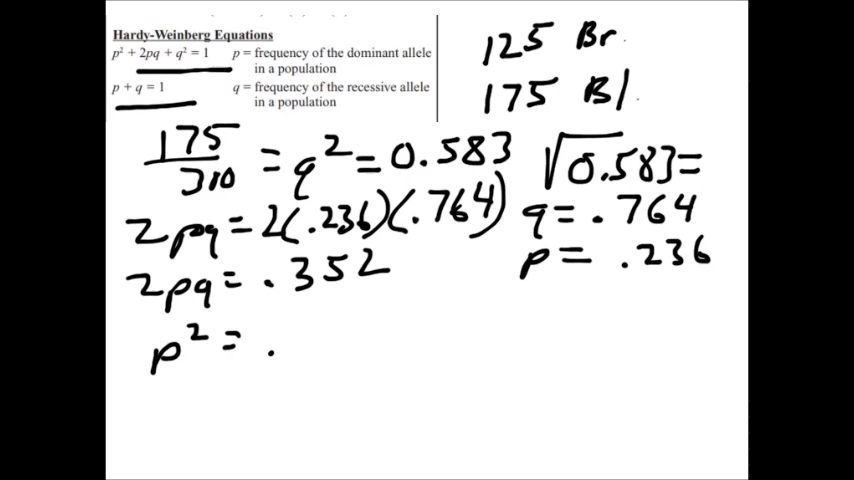 Hardy-Weinberg Equations
p² + 2pq + q² = 1 p = frequency of the dominant allele
in a population
p + q = 1 q = frequency of the recessive allele
in a population
125 Br
175 Bl
175/310 = q² = 0.583 √0.583 =
2pq = 2(.236)(.764) q = .764
2pq = .352 p = .236
p² = .